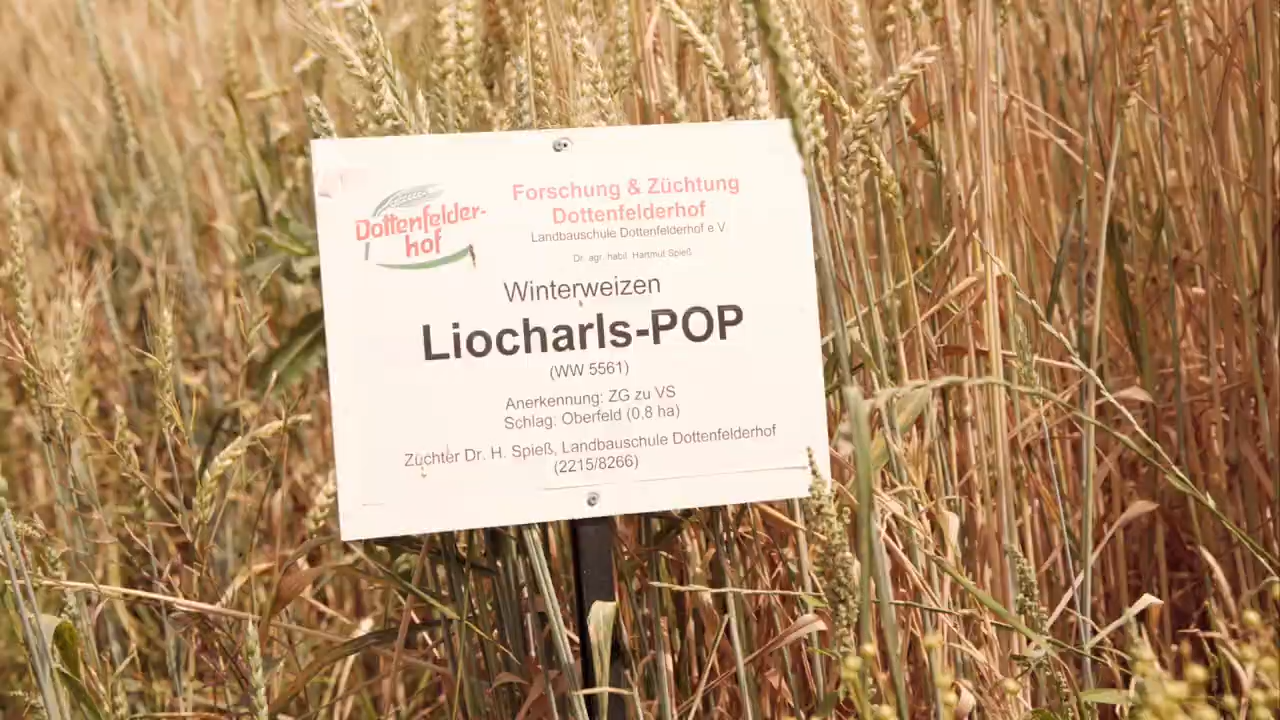 Dottenfelder-
hof
Forschung & Züchtung
Dottenfelderhof
Landbauschule Dottenfelderhof e V
Dr. agr. habil. Hartmut Spieß
Winterweizen
Liocharls-POP
(WW 5561)
Anerkennung: ZG zu VS
Schlag: Oberfeld (0,8 ha)
Züchter Dr. H. Spieß, Landbauschule Dottenfelderhof
(2215/8266)